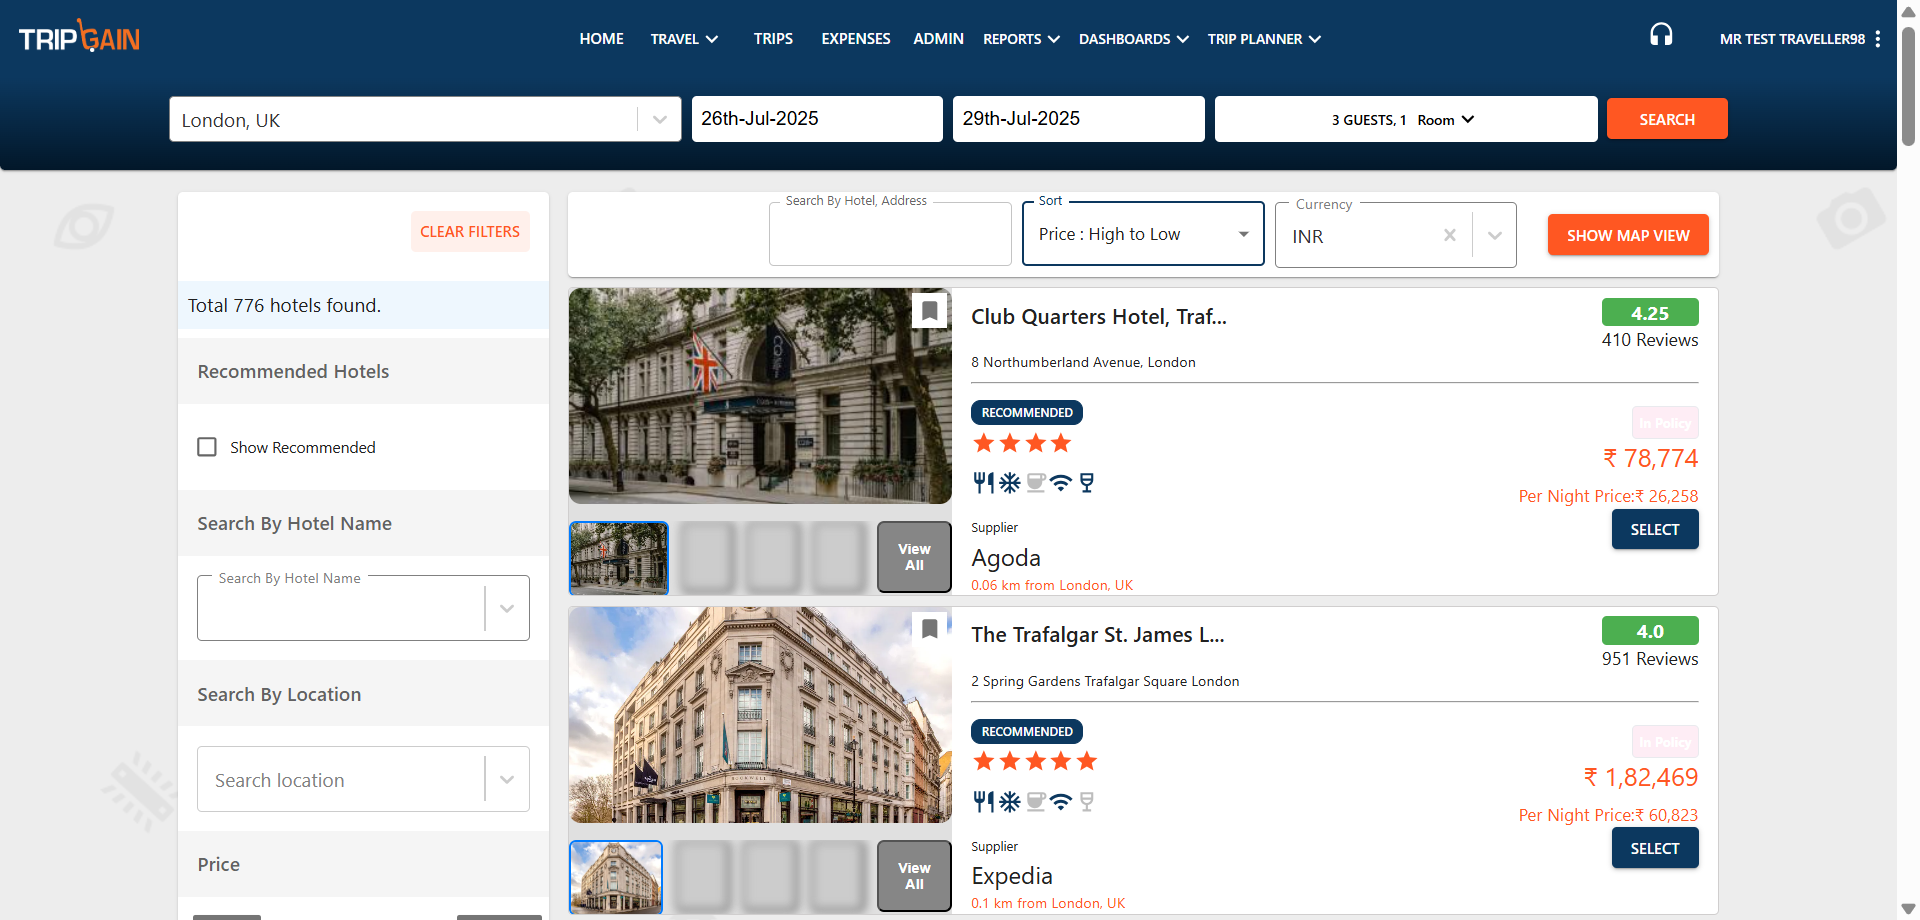 TRIPGAIN
HOME
TRAVEL
TRIPS
EXPENSES
ADMIN
REPORTS
DASHBOARDS
TRIP PLANNER
MR TEST TRAVELLER98
London, UK
26th-Jul-2025
29th-Jul-2025
3 GUESTS, 1 Room
SEARCH
CLEAR FILTERS
Total 776 hotels found.
Recommended Hotels
Show Recommended
Search By Hotel Name
Search By Hotel Name
Search By Location
Search location
Price
Search By Hotel, Address
Sort
Price : High to Low
Currency
INR
SHOW MAP VIEW
Club Quarters Hotel, Traf...
4.25
410 Reviews
8 Northumberland Avenue, London
RECOMMENDED
In Policy
₹ 78,774
Per Night Price:₹ 26,258
SELECT
Supplier
Agoda
0.06 km from London, UK
View
All
The Trafalgar St. James L...
4.0
951 Reviews
2 Spring Gardens Trafalgar Square London
RECOMMENDED
In Policy
₹ 1,82,469
Per Night Price:₹ 60,823
SELECT
Supplier
Expedia
0.1 km from London, UK
View
All